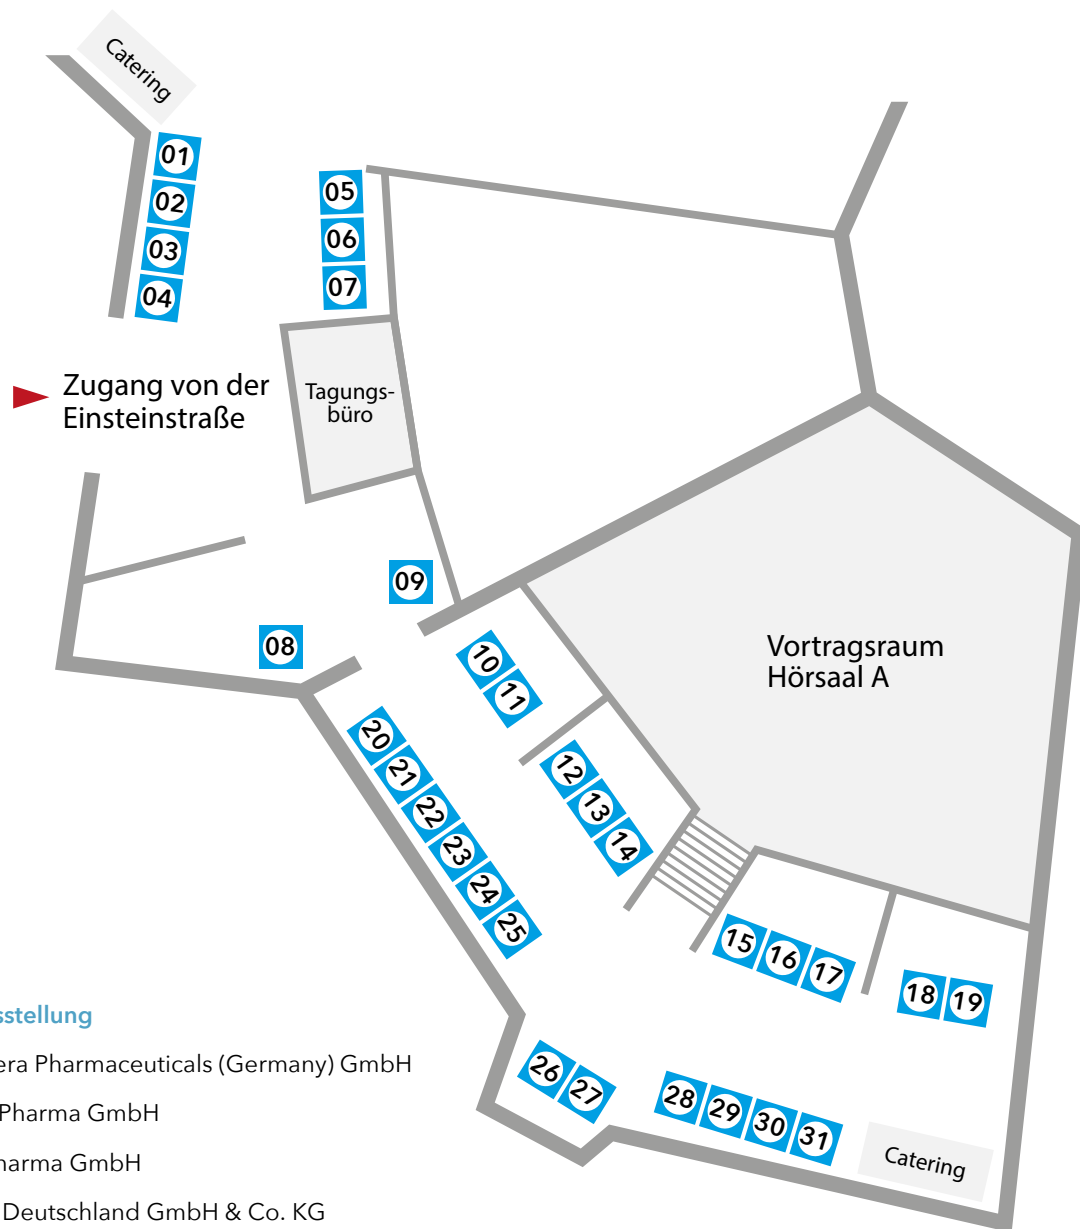 Catering
01
02
03
04
05
06
07
Zugang von der
Einsteinstraße
Tagungs-
büro
09
08
Vortragsraum
Hörsaal A
10
11
12
13
14
20
21
22
23
24
25
15
16
17
18
19
26
27
28
29
30
31
Catering
sstellung
era Pharmaceuticals (Germany) GmbH
Pharma GmbH
harma GmbH
Deutschland GmbH & Co. KG